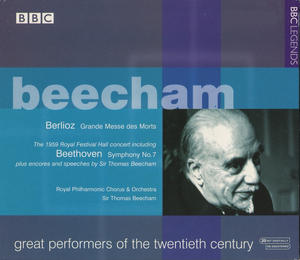 BBC
BBC LEGENDS
beecham
Berlioz Grande Messe des Morts
The 1959 Royal Festival Hall concert including
Beethoven Symphony No.7
plus encores and speeches by Sir Thomas Beecham
Royal Philharmonic Chorus & Orchestra
Sir Thomas Beecham
great performers of the twentieth century